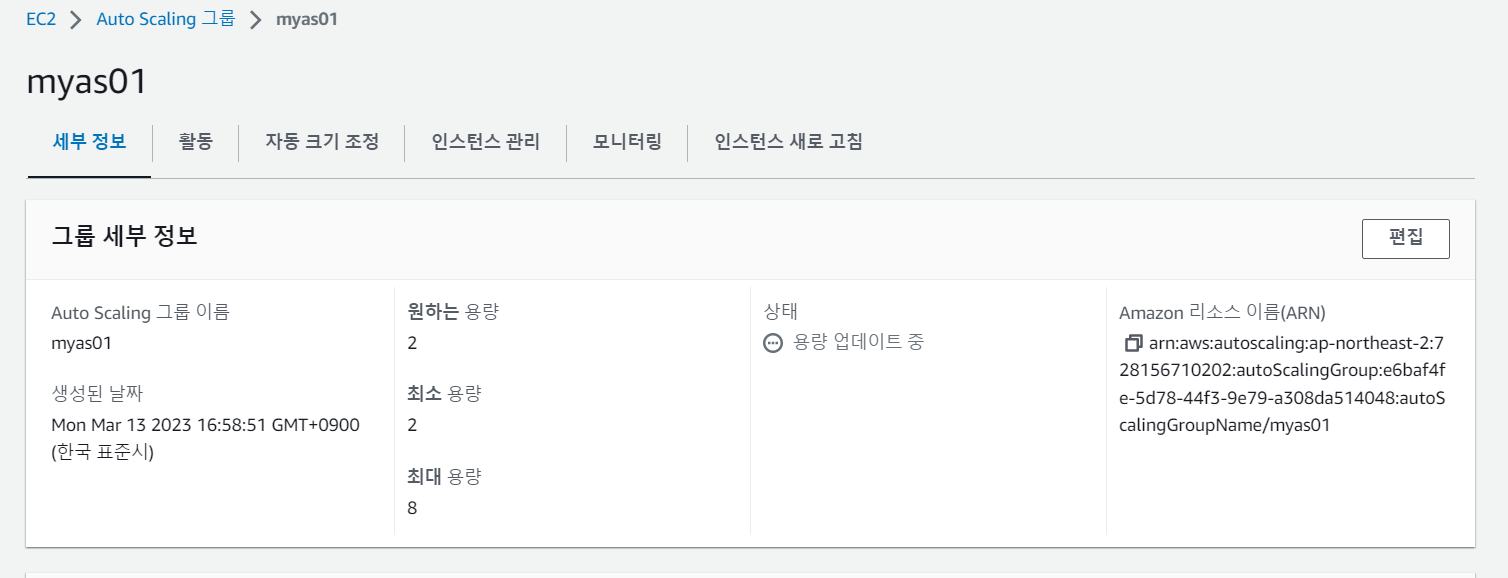 EC2 > Auto Scaling 그룹 > myas01
myas01
세부 정보 활동 자동 크기 조정 인스턴스 관리 모니터링 인스턴스 새로 고침
그룹 세부 정보
편집
Auto Scaling 그룹 이름
myas01
생성된 날짜
Mon Mar 13 2023 16:58:51 GMT+0900
(한국 표준시)
원하는 용량
2
최소 용량
2
최대 용량
8
상태
용량 업데이트 중
Amazon 리소스 이름(ARN)
arn:aws:autoscaling:ap-northeast-2:7
28156710202:autoScalingGroup:e6baf4f
e-5d78-44f3-9e79-a308da514048:autoS
calingGroupName/myas01